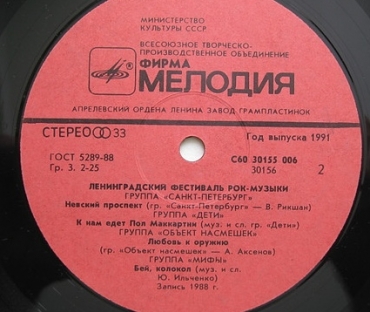 МИНИСТЕРСТВО
КУЛЬТУРЫ СССР
ВСЕСОЮЗНОЕ ТВОРЧЕСКО-
ПРОИЗВОДСТВЕННОЕ ОБЪЕДИНЕНИЕ
ФИРМА
МЕЛОДИЯ
АПРЕЛЕВСКИЙ ОРДЕНА ЛЕНИНА ЗАВОД ГРАМПЛАСТИНОК
СТЕРЕО 33
Год выпуска 1991
ГОСТ 5289-88
Гр. 3. 2-25
С60 30155 006
30156
2
ЛЕНИНГРАДСКИЙ ФЕСТИВАЛЬ РОК-МУЗЫКИ
ГРУППА «САНКТ-ПЕТЕРБУРГ»
Невский проспект (гр. «Санкт-Петербург» — В. Рекшан)
ГРУППА «ДЕТИ»
К нам едет Пол Маккартни (муз. и сл. гр. «Дети»)
ГРУППА «ОБЪЕКТ НАСМЕШЕК»
Любовь к оружию
(гр. «Объект насмешек» — А. Аксенов)
ГРУППА «МИФЫ»
Бей, колокол (муз. и сл.
Ю. Ильченко)
Запись 1988 г.